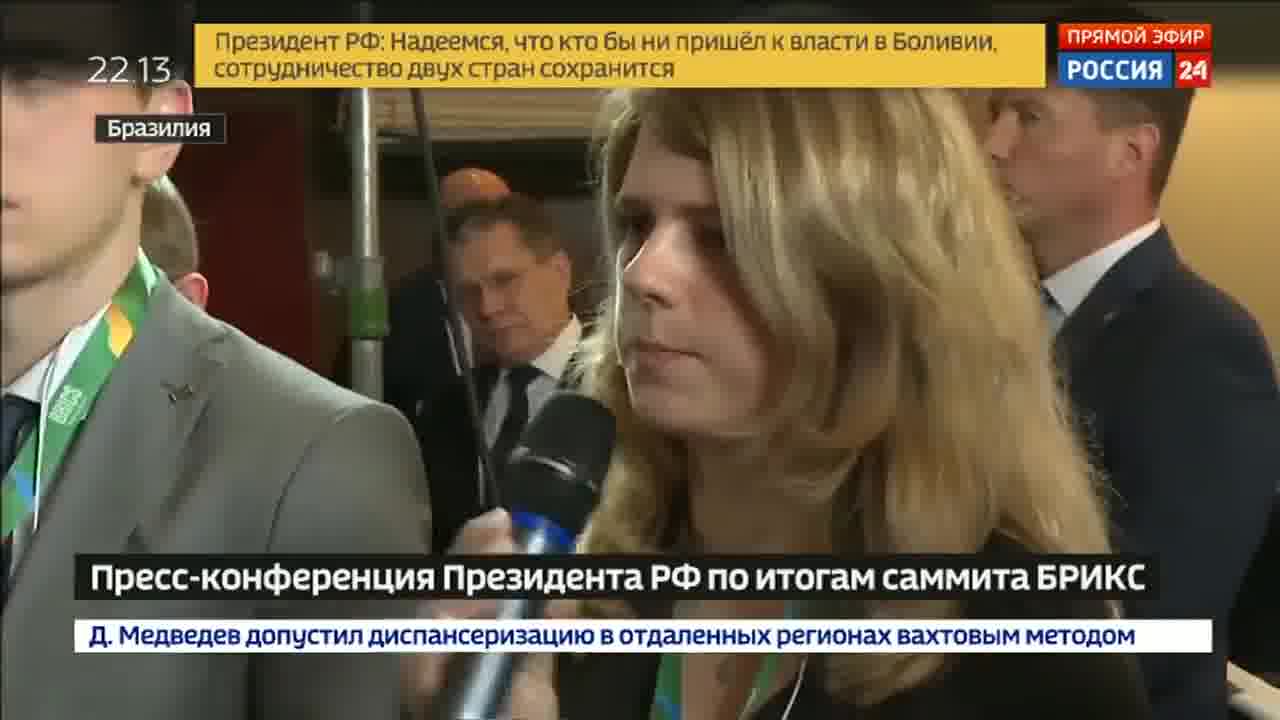 22.13
Президент РФ: Надеемся, что кто бы ни пришёл к власти в Боливии,
сотрудничество двух стран сохранится
ПРЯМОЙ ЭФИР
РОССИЯ 24
Бразилия
Пресс-конференция Президента РФ по итогам саммита БРИКС
Д. Медведев допустил диспансеризацию в отдаленных регионах вахтовым методом